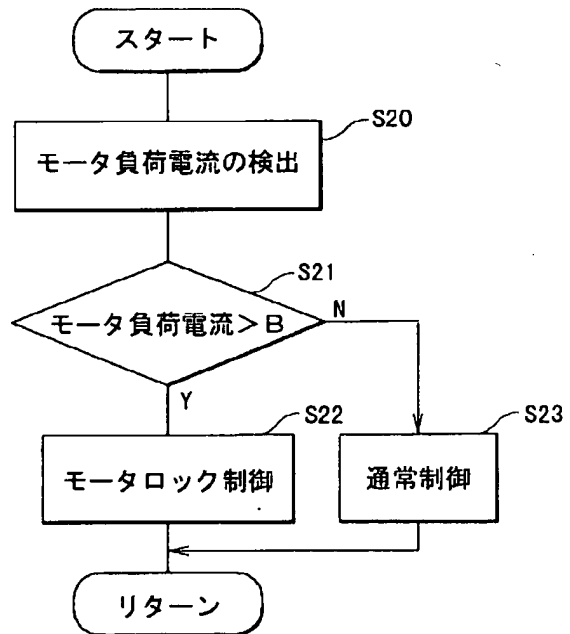 スタート
S20
モータ負荷電流の検出
S21
モータ負荷電流>B
N
Y
S22
モータロック制御
S23
通常制御
リターン